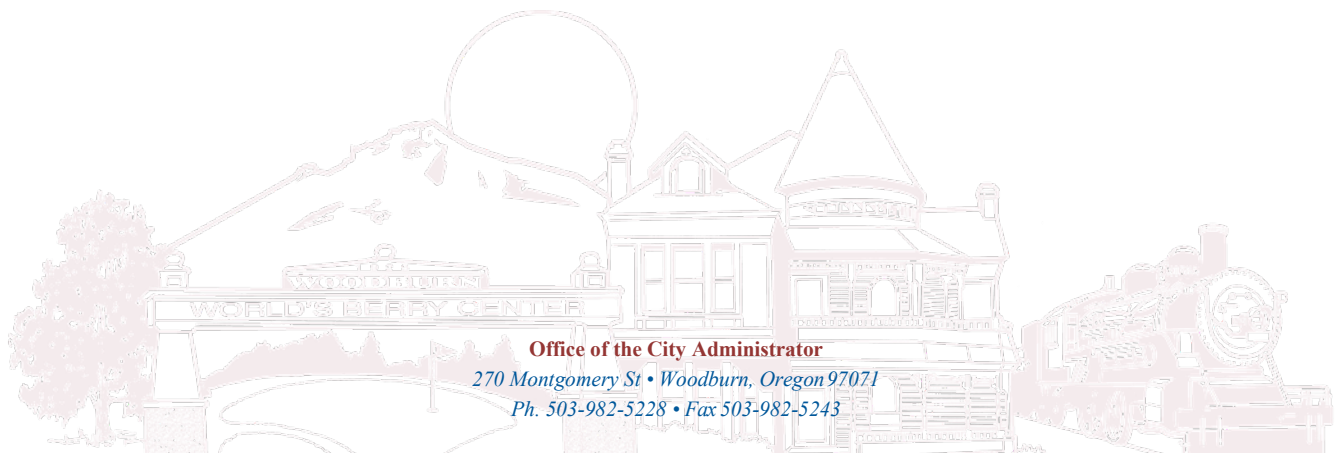 WOODBURN
WORLD'S BERRY CENTER
Office of the City Administrator
270 Montgomery St • Woodburn, Oregon 97071
Ph. 503-982-5228 • Fax 503-982-5243